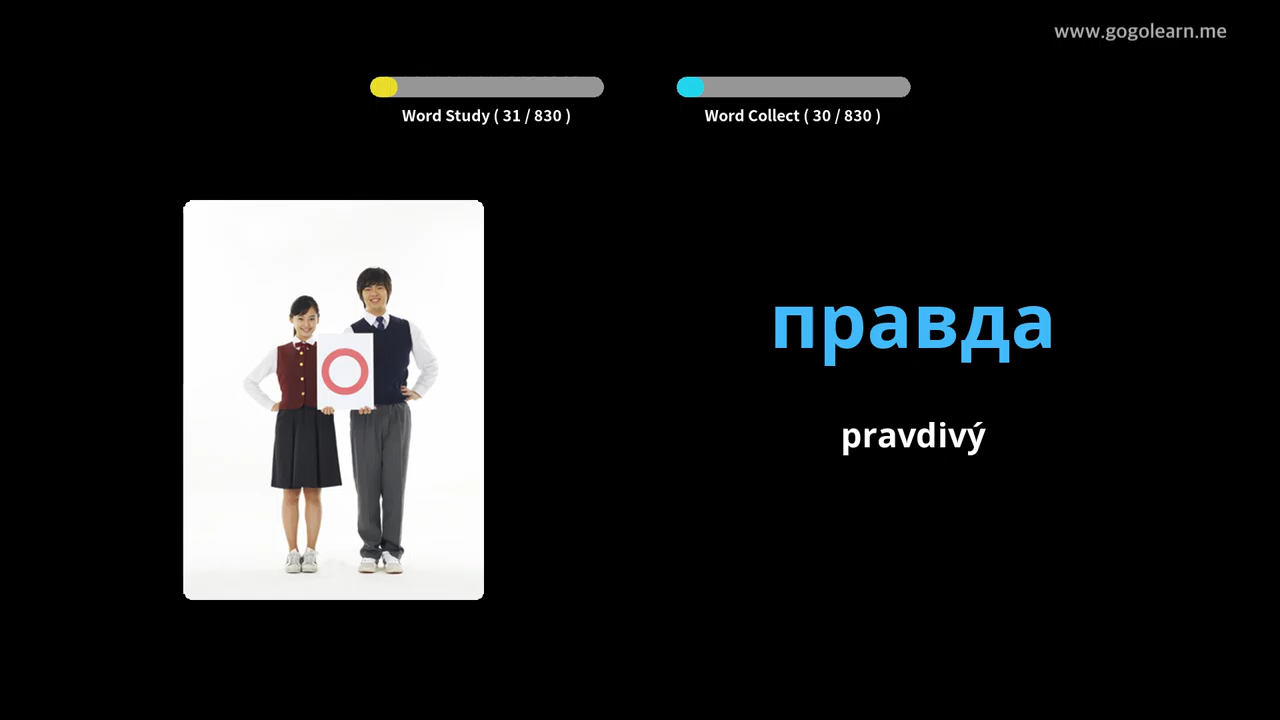 www.gogolearn.me
Word Study ( 31 / 830 )
Word Collect ( 30 / 830 )
правда
pravdivý